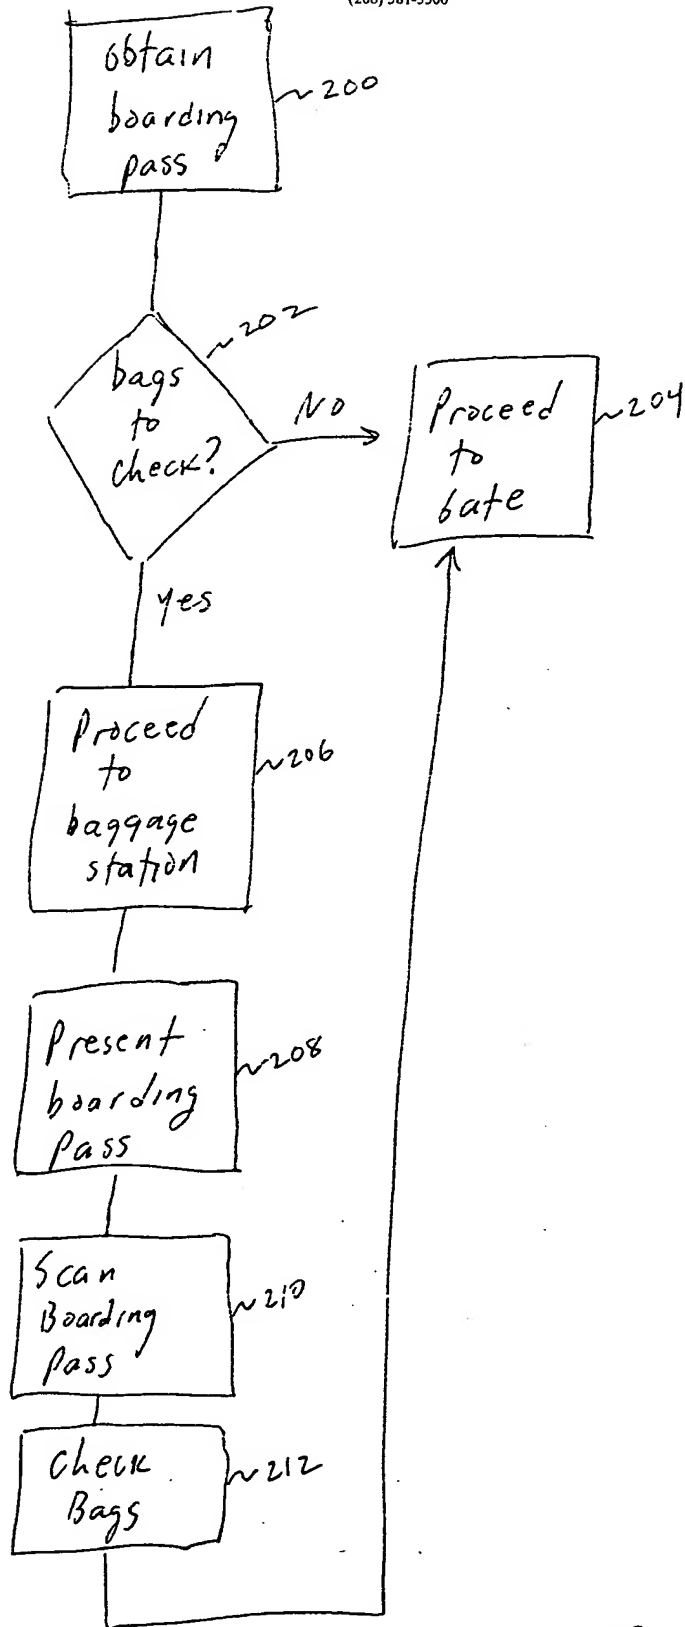 obtain
boarding
pass
200
202
bags
to
check?
No
Proceed
to
Gate
204
Yes
Proceed
to
baggage
station
206
Present
boarding
Pass
208
Scan
Boarding
Pass
210
Check
Bags
212